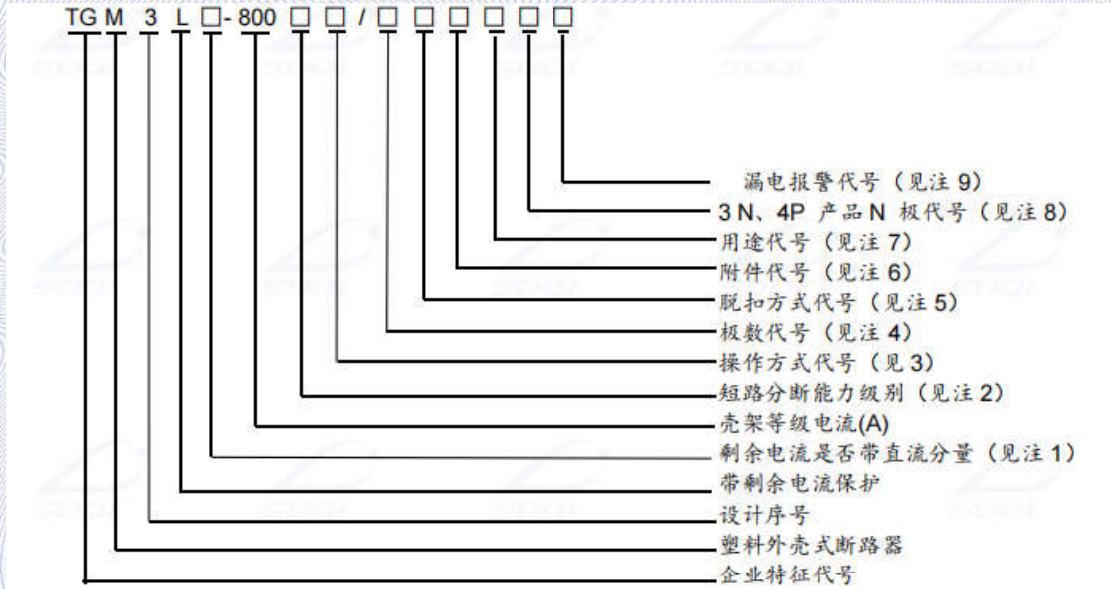 TG M 3 L □-800 □ □ / □ □ □ □ □ □
漏电报警代号（见注 9）
3 N、4P 产品 N 极代号（见注 8）
用途代号（见注 7）
附件代号（见注 6）
脱扣方式代号（见注 5）
极数代号（见注 4）
操作方式代号（见 3）
短路分断能力级别（见注 2）
壳架等级电流(A)
剩余电流是否带直流分量（见注 1）
带剩余电流保护
设计序号
塑料外壳式断路器
企业特征代号